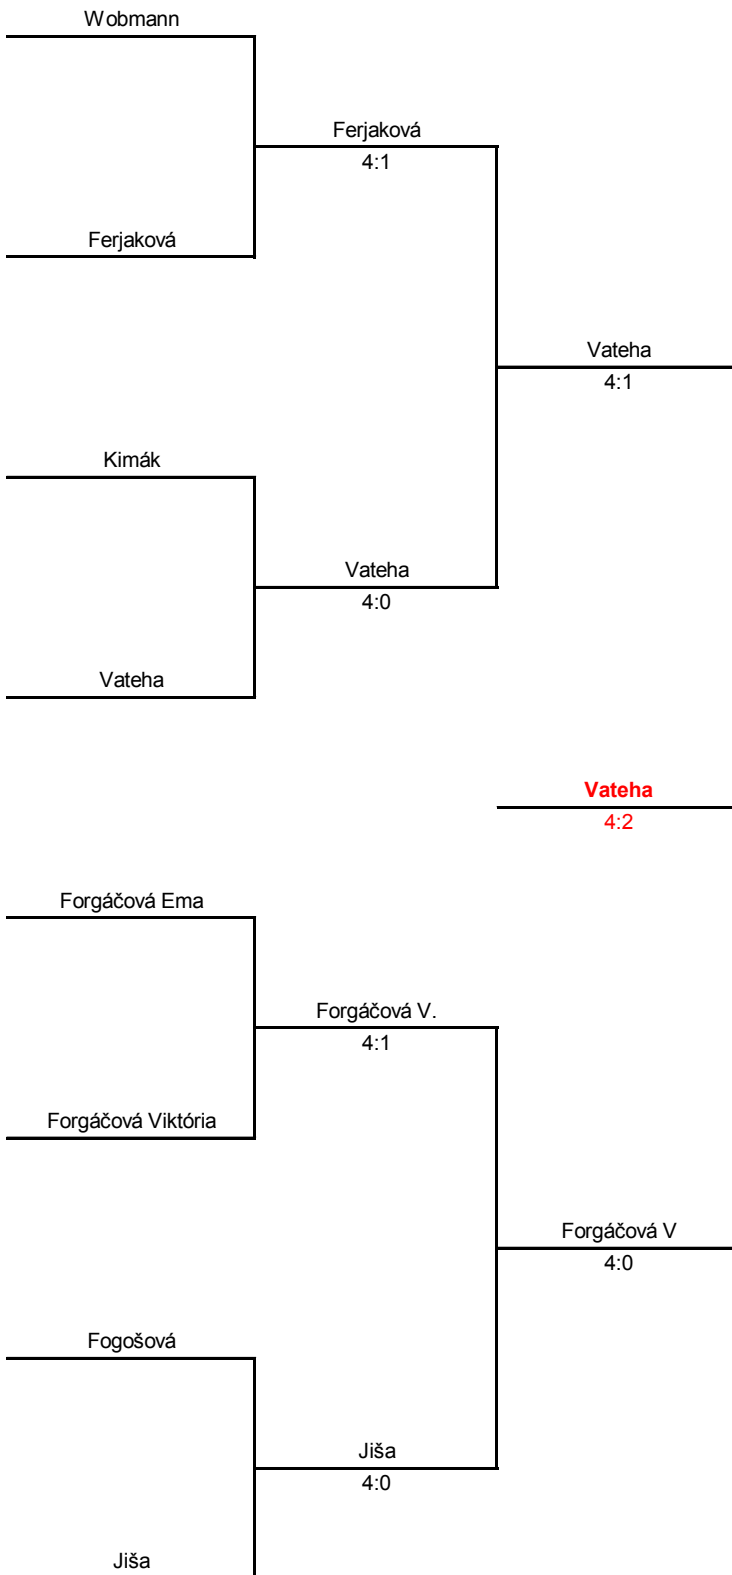 Wobmann
Ferjaková
4:1
Ferjaková
Vateha
4:1
Kimák
Vateha
4:0
Vateha
Vateha
4:2
Forgáčová Ema
Forgáčová V.
4:1
Forgáčová Viktória
Forgáčová V
4:0
Fogošová
Jiša
4:0
Jiša